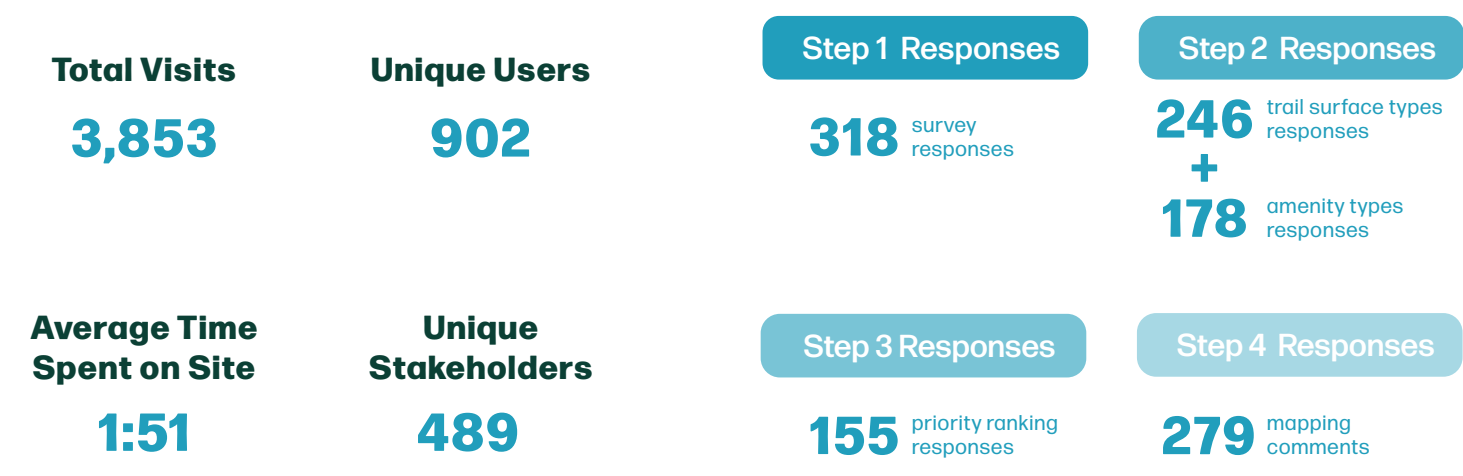 Total Visits
3,853
Unique Users
902
Average Time
Spent on Site
1:51
Unique
Stakeholders
489
Step 1 Responses
318 survey
responses
Step 2 Responses
246 trail surface types
responses
+
178 amenity types
responses
Step 3 Responses
155 priority ranking
responses
Step 4 Responses
279 mapping
comments